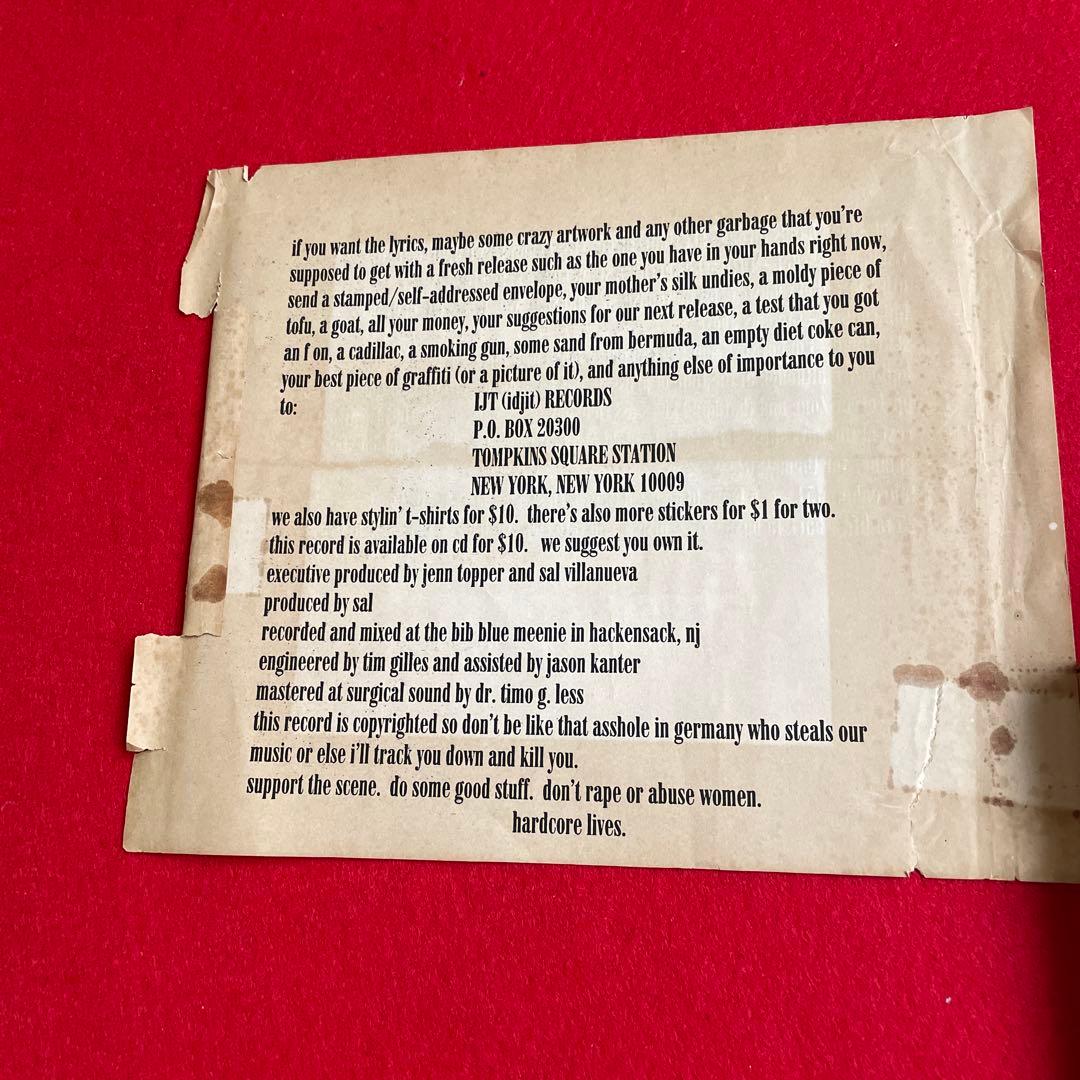 if you want the lyrics, maybe some crazy artwork and any other garbage that you're
supposed to get with a fresh release such as the one you have in your hands right now,
send a stamped/self-addressed envelope, your mother's silk undies, a moldy piece of
tofu, a goat, all your money, your suggestions for our next release, a test that you got
an f on, a cadillac, a smoking gun, some sand from bermuda, an empty diet coke can,
your best piece of graffiti (or a picture of it), and anything else of importance to you
to:
IJT (idjit) RECORDS
P.O. BOX 20300
TOMPKINS SQUARE STATION
NEW YORK, NEW YORK 10009
we also have stylin' t-shirts for $10. there's also more stickers for $1 for two.
this record is available on cd for $10. we suggest you own it.
executive produced by jenn topper and sal villanueva
produced by sal
recorded and mixed at the bib blue meenie in hackensack, nj
engineered by tim gilles and assisted by jason kanter
mastered at surgical sound by dr. timo g. less
this record is copyrighted so don't be like that asshole in germany who steals our
music or else i'll track you down and kill you.
support the scene. do some good stuff. don't rape or abuse women.
hardcore lives.